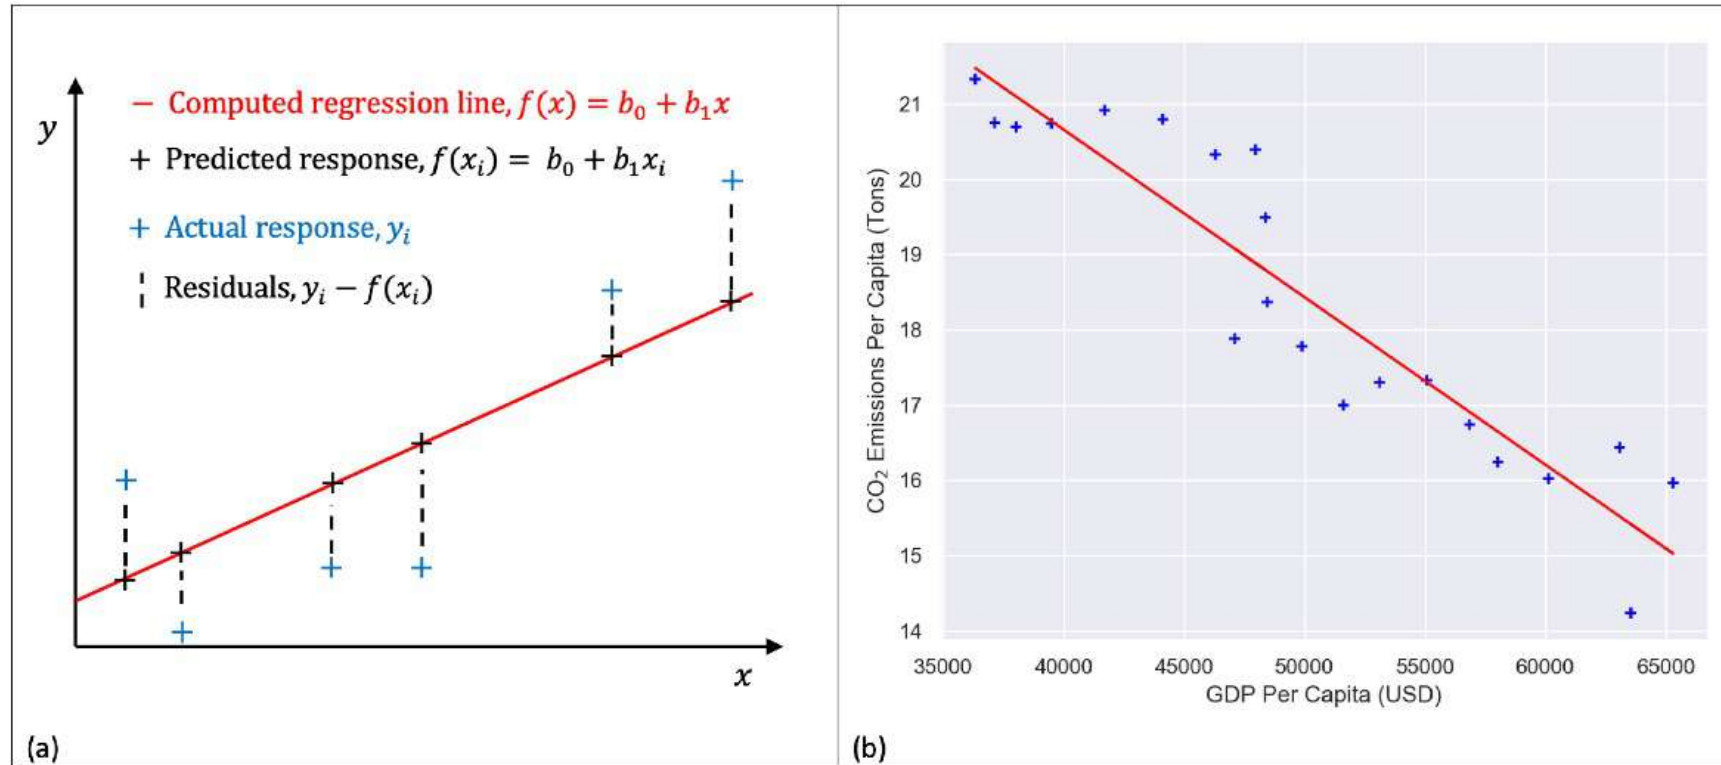 y
— Computed regression line, f(x) = b₀ + b₁x
+ Predicted response, f(xᵢ) = b₀ + b₁xᵢ
+ Actual response, yᵢ
Residuals, yᵢ − f(xᵢ)
x
(a)
CO₂ Emissions Per Capita (Tons)
21
20
19
18
17
16
15
14
35000 40000 45000 50000 55000 60000 65000
GDP Per Capita (USD)
(b)